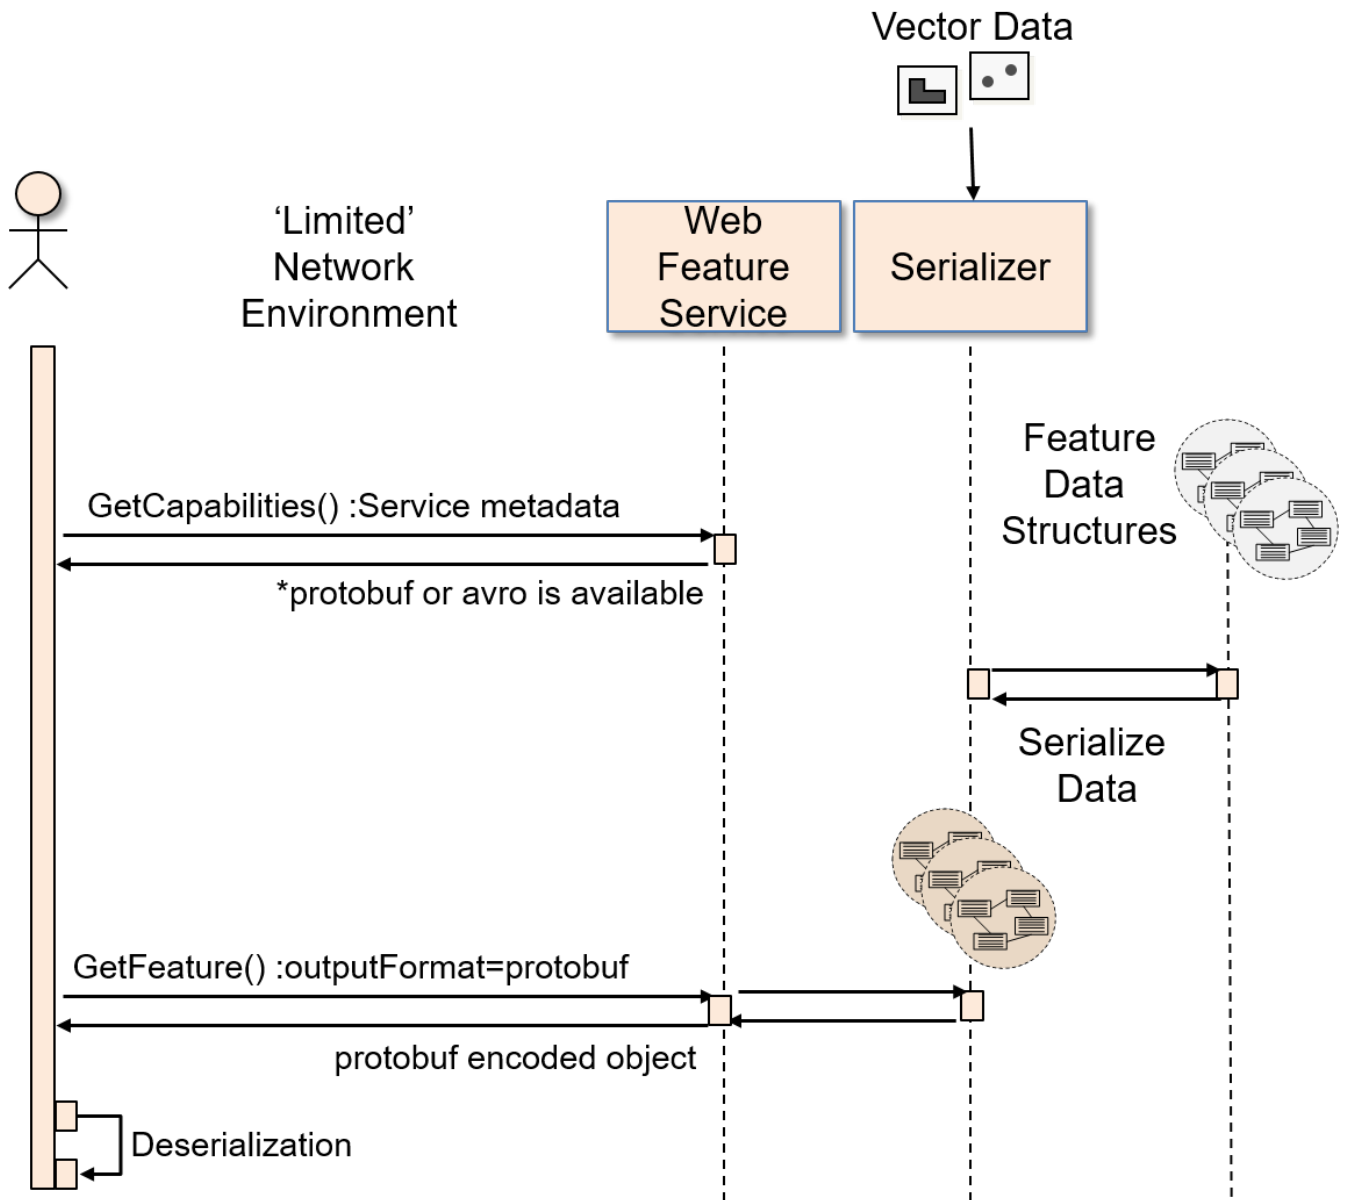 Vector Data
‘Limited’
Network
Environment
Web
Feature
Service
Serializer
Feature
Data
Structures
GetCapabilities() :Service metadata
*protobuf or avro is available
Serialize
Data
GetFeature() :outputFormat=protobuf
protobuf encoded object
Deserialization